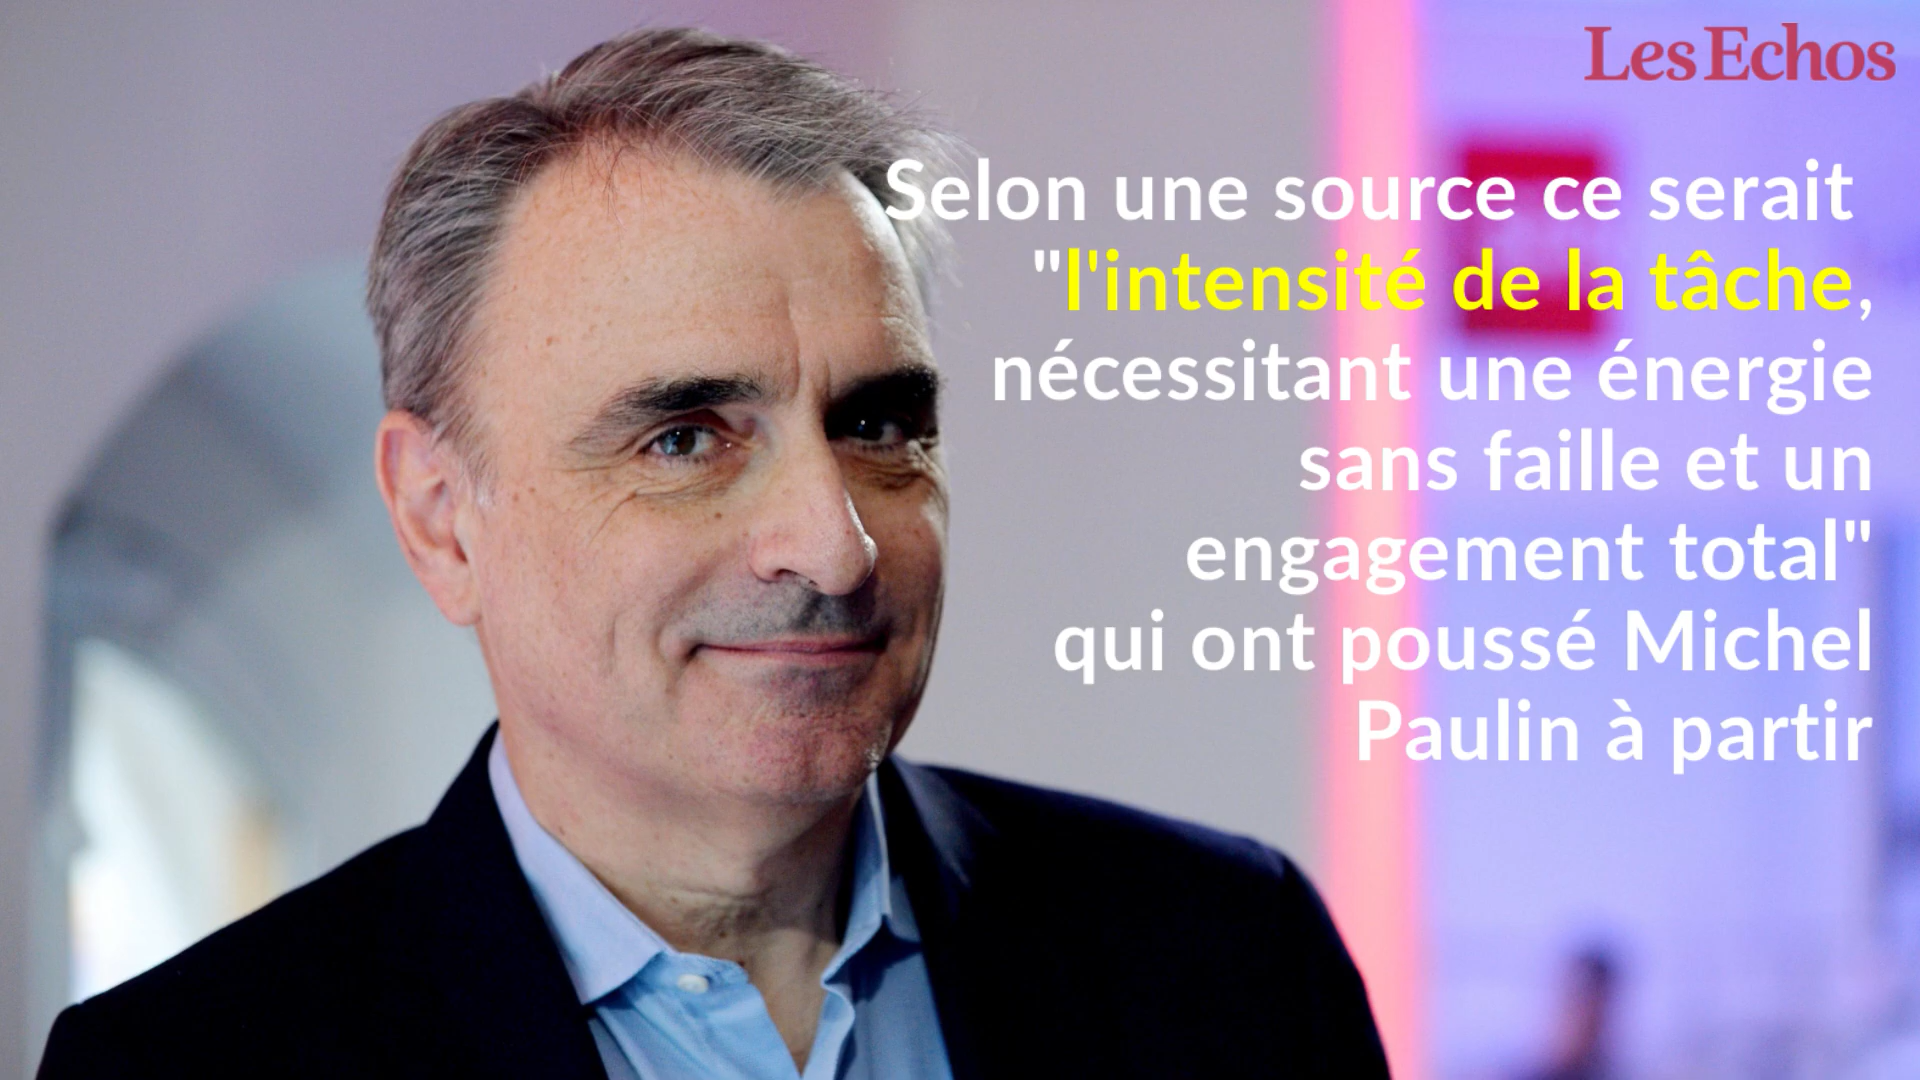 Les Echos
Selon une source ce serait
"l'intensité de la tâche,
nécessitant une énergie
sans faille et un
engagement total"
qui ont poussé Michel
Paulin à partir